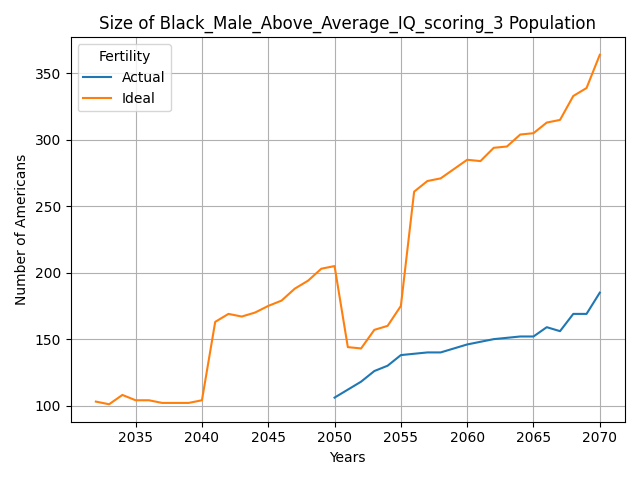 Size of Black_Male_Above_Average_IQ_scoring_3 Population
Fertility
Actual
Ideal
Number of Americans
350
300
250
200
150
100
2035 2040 2045 2050 2055 2060 2065 2070
Years